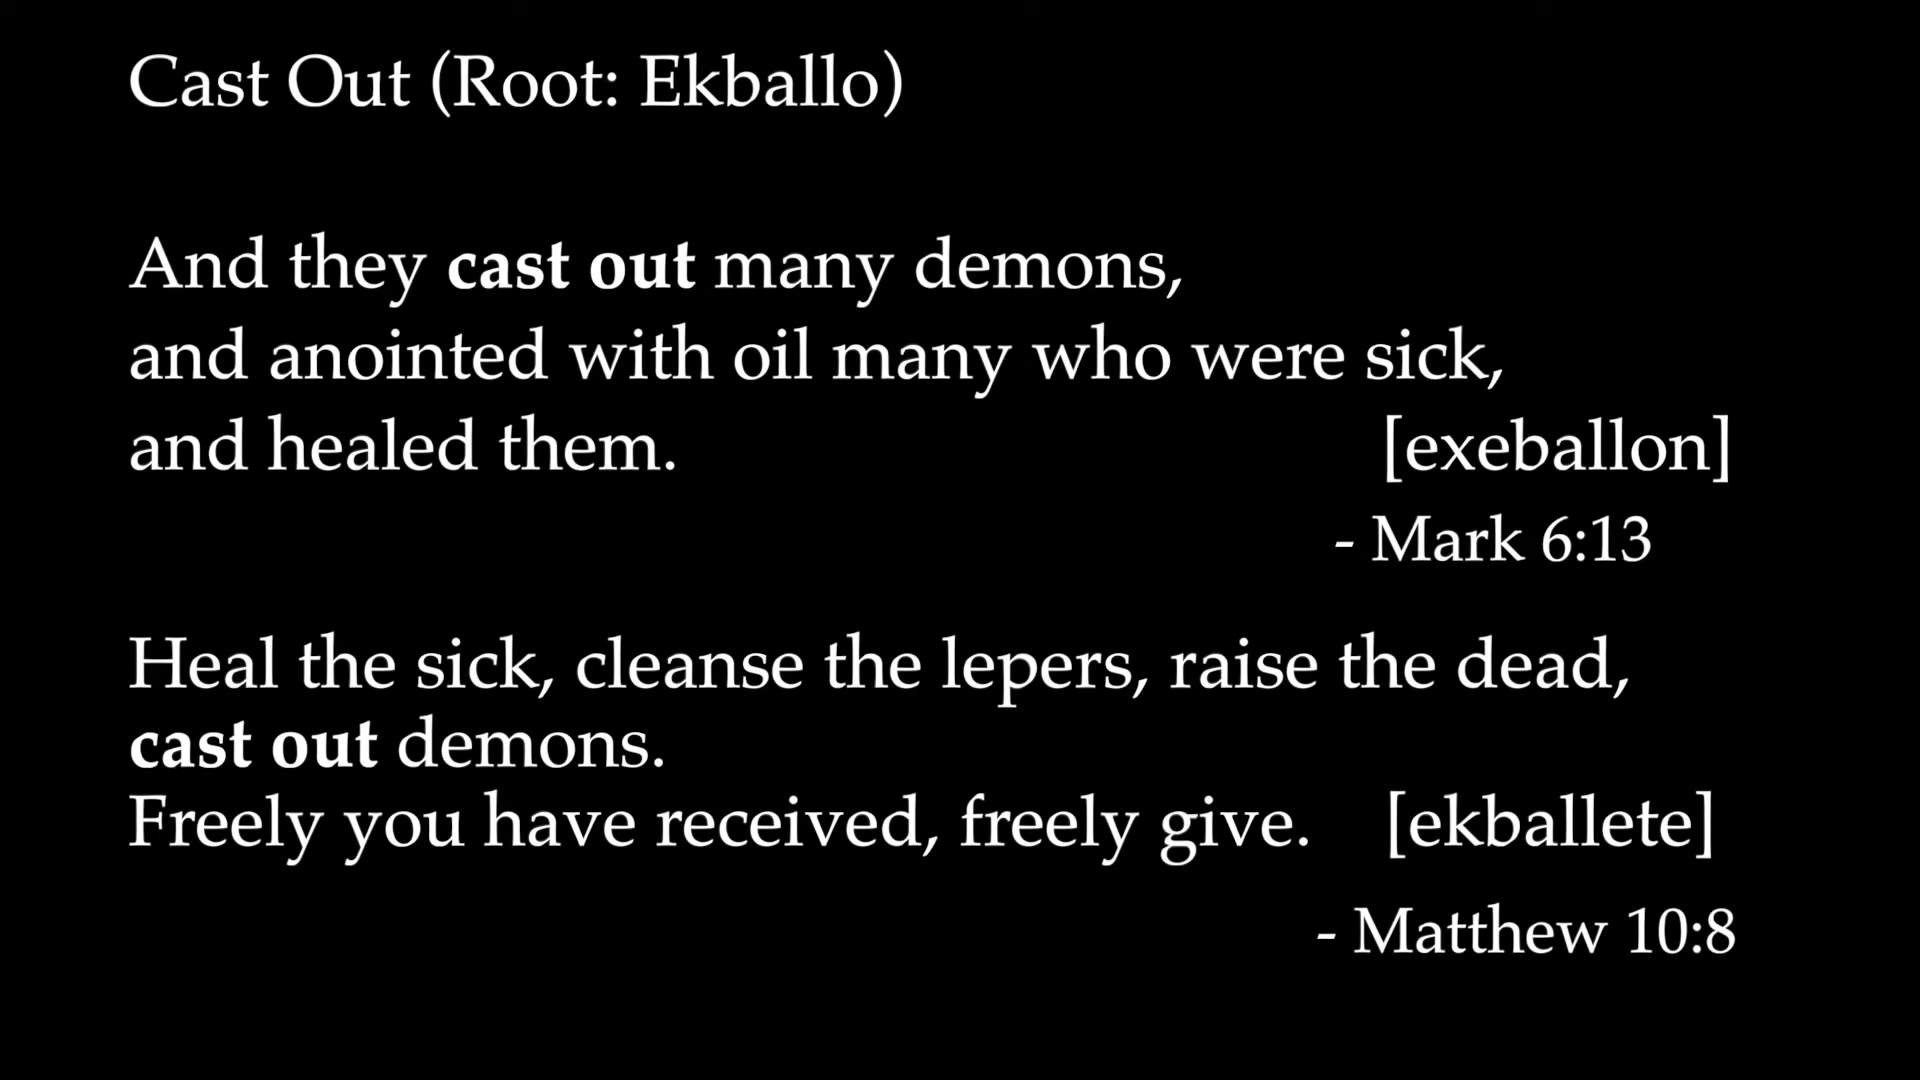 Cast Out (Root: Ekballo)
And they cast out many demons,
and anointed with oil many who were sick,
and healed them. [exeballon]
- Mark 6:13
Heal the sick, cleanse the lepers, raise the dead,
cast out demons.
Freely you have received, freely give. [ekballete]
- Matthew 10:8